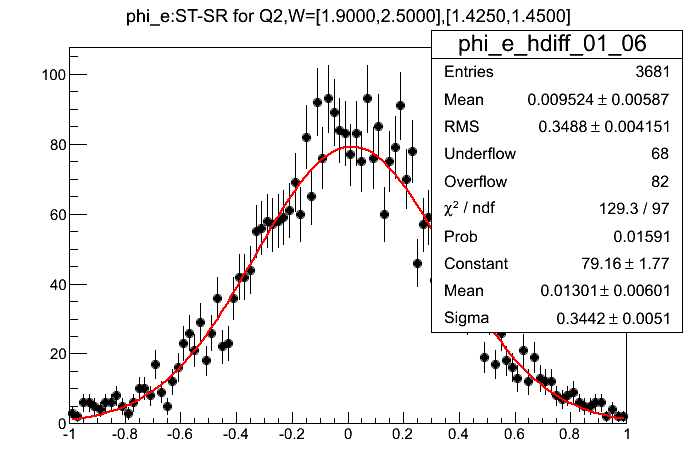 phi_e:ST-SR for Q2,W=[1.9000,2.5000],[1.4250,1.4500]
phi_e_hdiff_01_06
Entries 3681
Mean 0.009524 ± 0.00587
RMS 0.3488 ± 0.004151
Underflow 68
Overflow 82
χ² / ndf 129.3 / 97
Prob 0.01591
Constant 79.16 ± 1.77
Mean 0.01301 ± 0.00601
Sigma 0.3442 ± 0.0051
100
80
60
40
20
0
-1 -0.8 -0.6 -0.4 -0.2 0 0.2 0.4 0.6 0.8 1